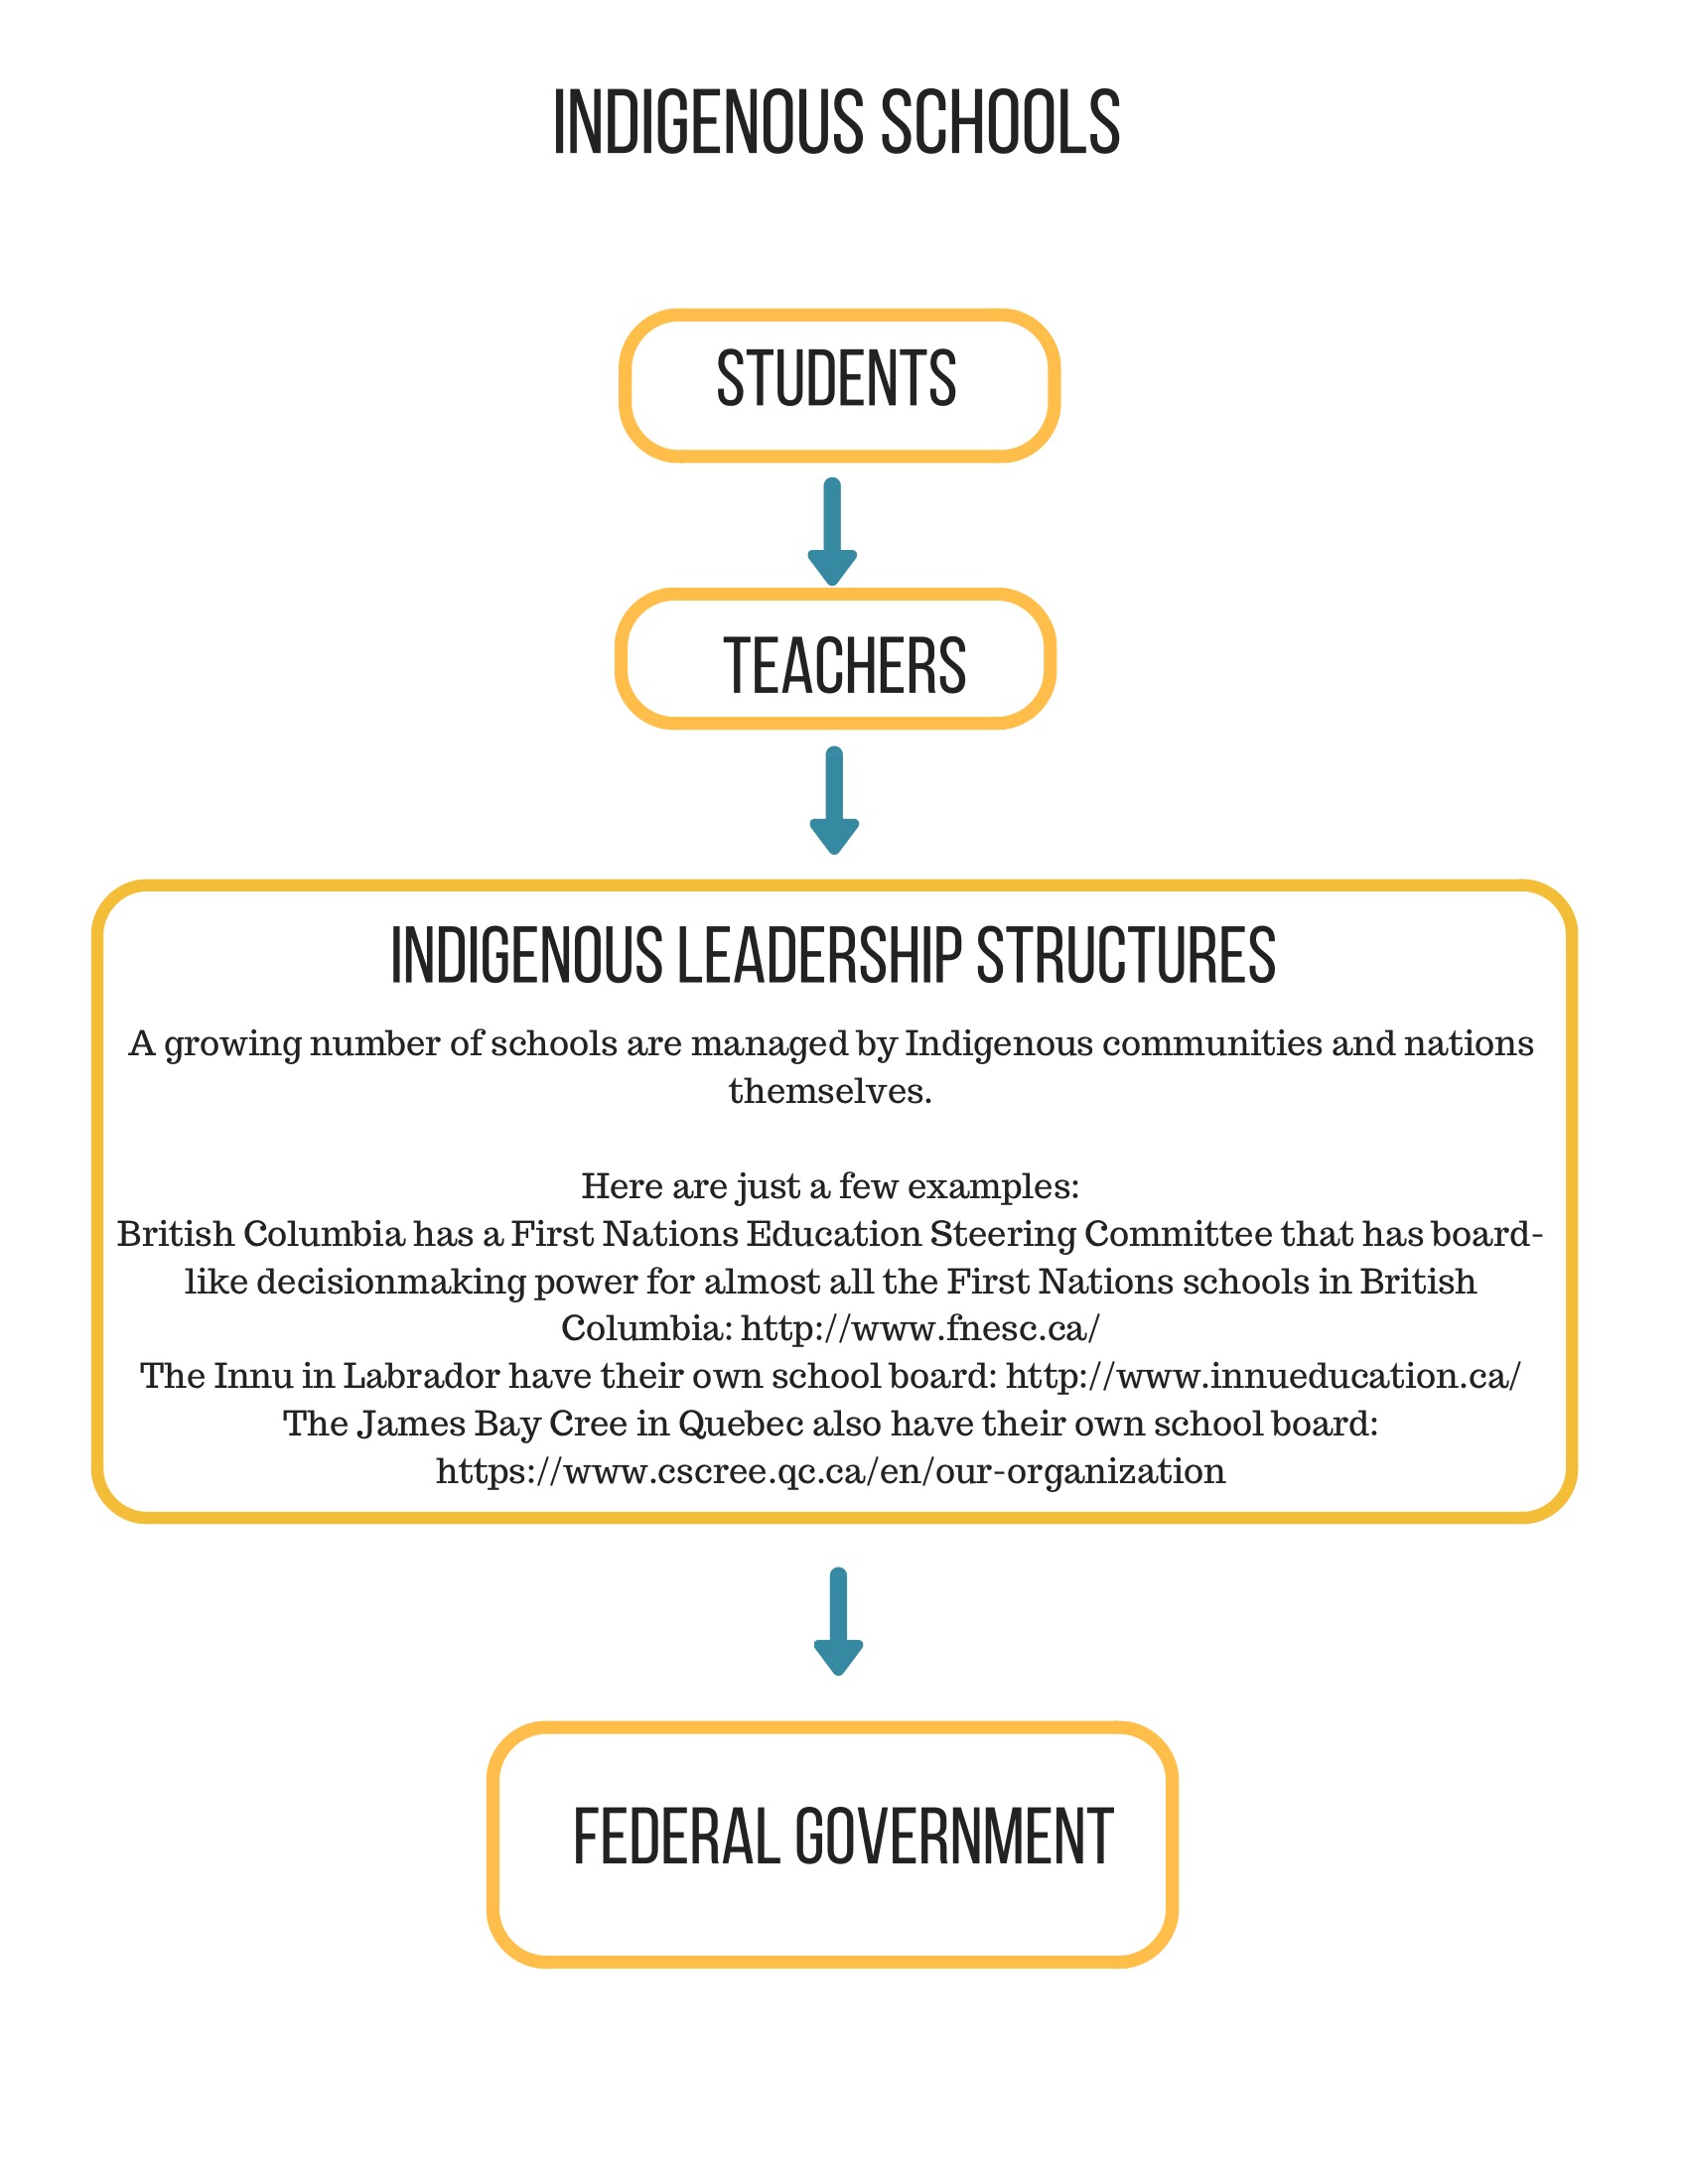 INDIGENOUS SCHOOLS
STUDENTS
TEACHERS
INDIGENOUS LEADERSHIP STRUCTURES
A growing number of schools are managed by Indigenous communities and nations
themselves.
Here are just a few examples:
British Columbia has a First Nations Education Steering Committee that has board-
like decisionmaking power for almost all the First Nations schools in British
Columbia: http://www.fnesc.ca/
The Innu in Labrador have their own school board: http://www.innueducation.ca/
The James Bay Cree in Quebec also have their own school board:
https://www.cscree.qc.ca/en/our-organization
FEDERAL GOVERNMENT